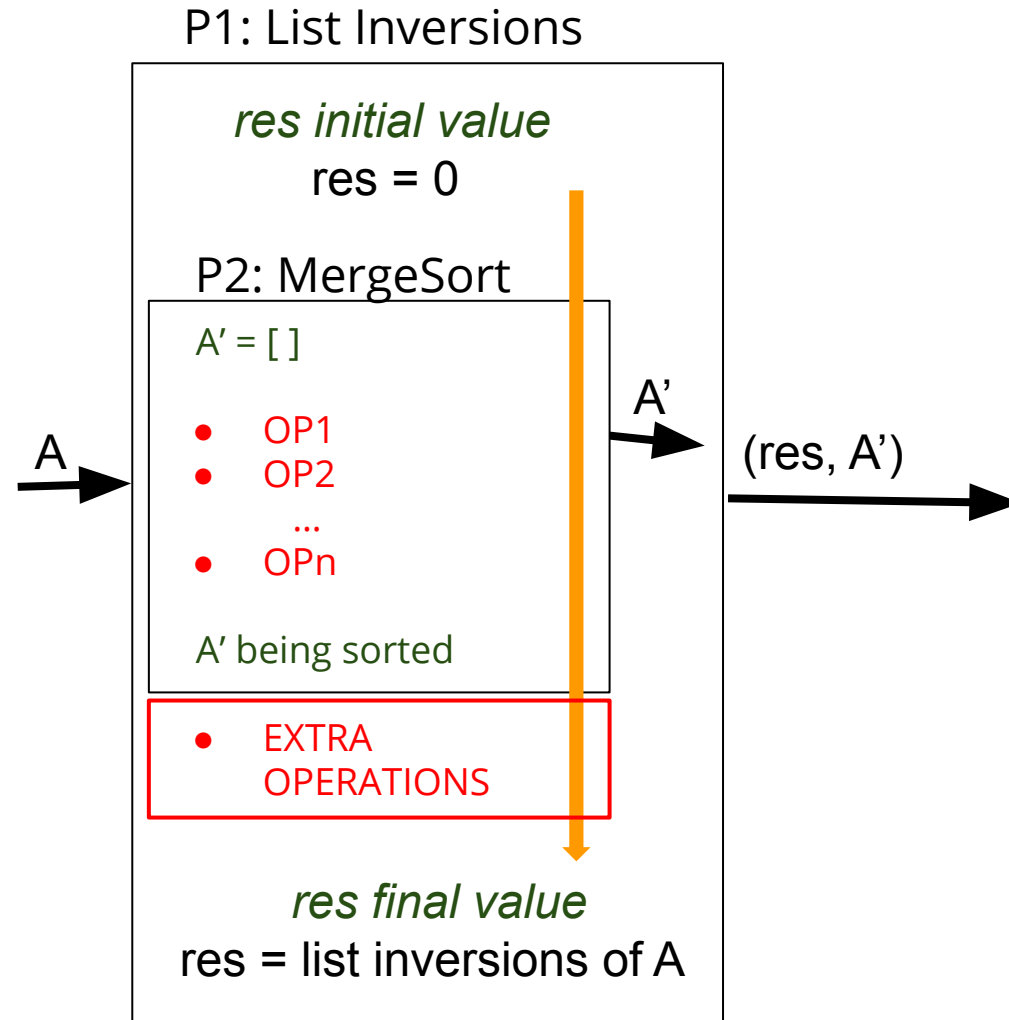 P1: List Inversions
res initial value
res = 0
P2: MergeSort
A’ = [ ]
● OP1
● OP2
...
● OPn
A’ being sorted
● EXTRA
OPERATIONS
A
A’
(res, A’)
res final value
res = list inversions of A